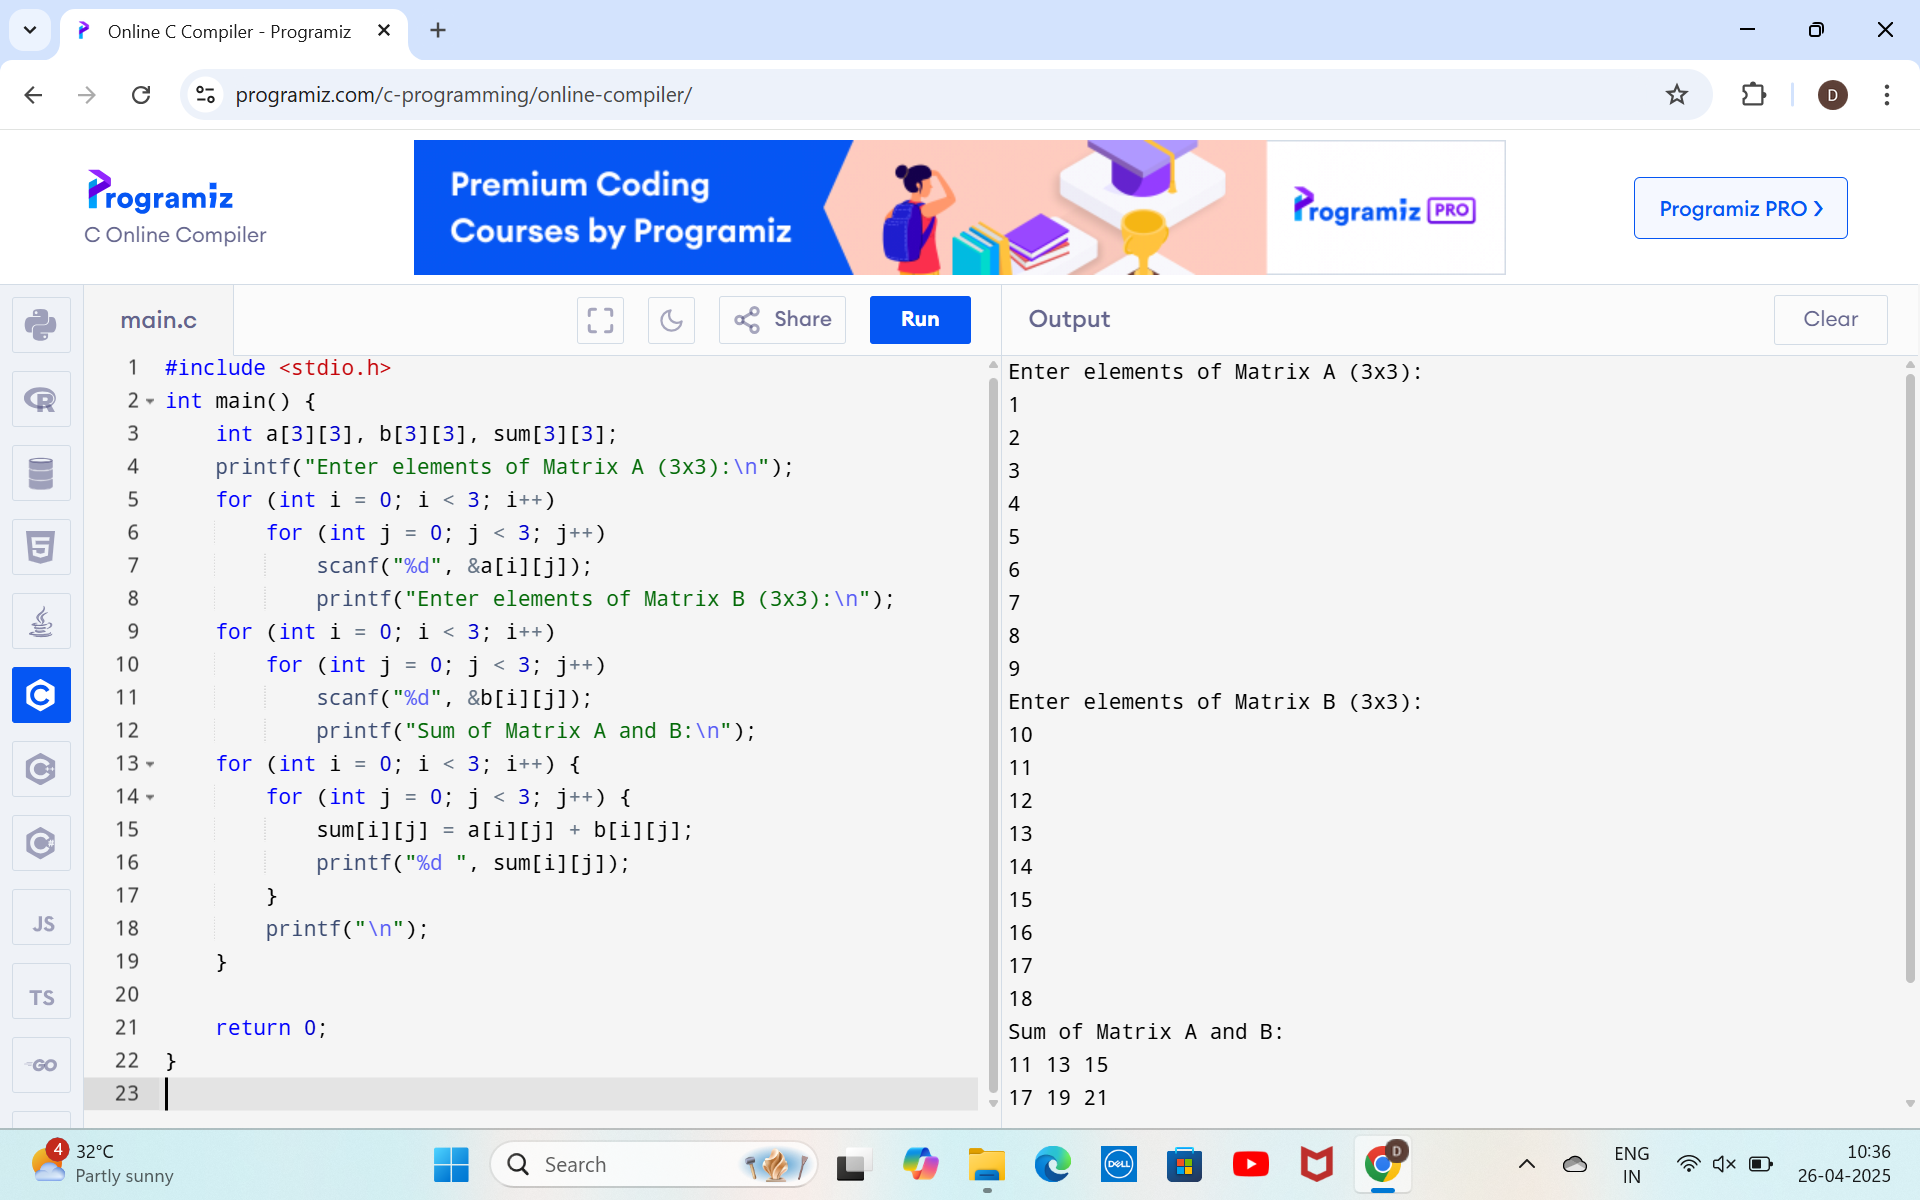 Online C Compiler - Programiz
programiz.com/c-programming/online-compiler/
D
Programiz
C Online Compiler
Premium Coding
Courses by Programiz
Programiz PRO
Programiz PRO
main.c
Share
Run
Output
Clear
1 #include <stdio.h>
2 int main() {
3     int a[3][3], b[3][3], sum[3][3];
4     printf("Enter elements of Matrix A (3x3):\n");
5     for (int i = 0; i < 3; i++)
6         for (int j = 0; j < 3; j++)
7             scanf("%d", &a[i][j]);
8             printf("Enter elements of Matrix B (3x3):\n");
9     for (int i = 0; i < 3; i++)
10         for (int j = 0; j < 3; j++)
11             scanf("%d", &b[i][j]);
12             printf("Sum of Matrix A and B:\n");
13     for (int i = 0; i < 3; i++) {
14         for (int j = 0; j < 3; j++) {
15             sum[i][j] = a[i][j] + b[i][j];
16             printf("%d ", sum[i][j]);
17         }
18         printf("\n");
19     }
20
21     return 0;
22 }
23
Enter elements of Matrix A (3x3):
1
2
3
4
5
6
7
8
9
Enter elements of Matrix B (3x3):
10
11
12
13
14
15
16
17
18
Sum of Matrix A and B:
11 13 15
17 19 21
R
5
C
C
C#
JS
TS
GO
4
32°C
Partly sunny
Search
DELL
D
ENG
IN
10:36
26-04-2025